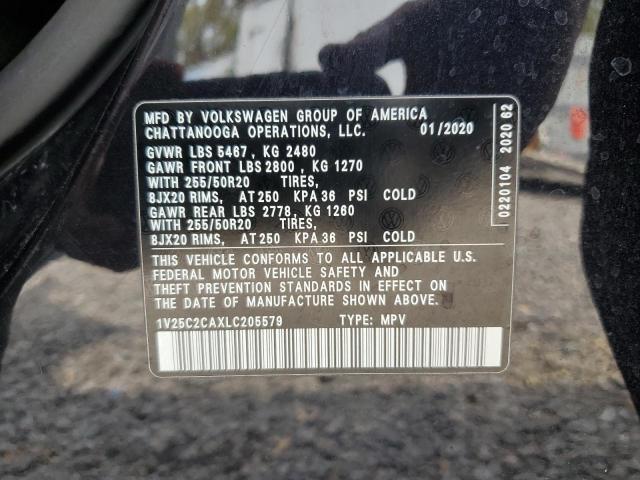 MFD BY VOLKSWAGEN GROUP OF AMERICA
CHATTANOOGA OPERATIONS, LLC. 01/2020
GVWR LBS 5467, KG 2480
GAWR FRONT LBS 2800, KG 1270
WITH 255/50R20 TIRES,
8JX20 RIMS, AT 250 KPA 36 PSI COLD
GAWR REAR LBS 2778, KG 1260
WITH 255/50R20 TIRES,
8JX20 RIMS, AT 250 KPA 36 PSI COLD
THIS VEHICLE CONFORMS TO ALL APPLICABLE U.S.
FEDERAL MOTOR VEHICLE SAFETY AND
THEFT PREVENTION STANDARDS IN EFFECT ON
THE DATE OF MANUFACTURE SHOWN ABOVE.
1V25C2CAXLC205579 TYPE: MPV
0220104 2020 62